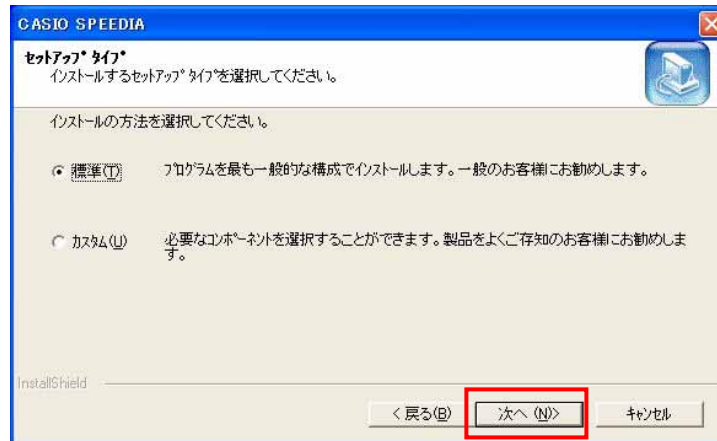 CASIO SPEEDIA
セットアップ タイプ
インストールするセットアップ タイプを選択してください。
インストールの方法を選択してください。
標準(T)
プログラムを最も一般的な構成でインストールします。一般のお客様にお勧めします。
カスタム(U)
必要なコンポーネントを選択することができます。製品をよくご存知のお客様にお勧めしま
す。
InstallShield
< 戻る(B)
次へ (N)>
キャンセル